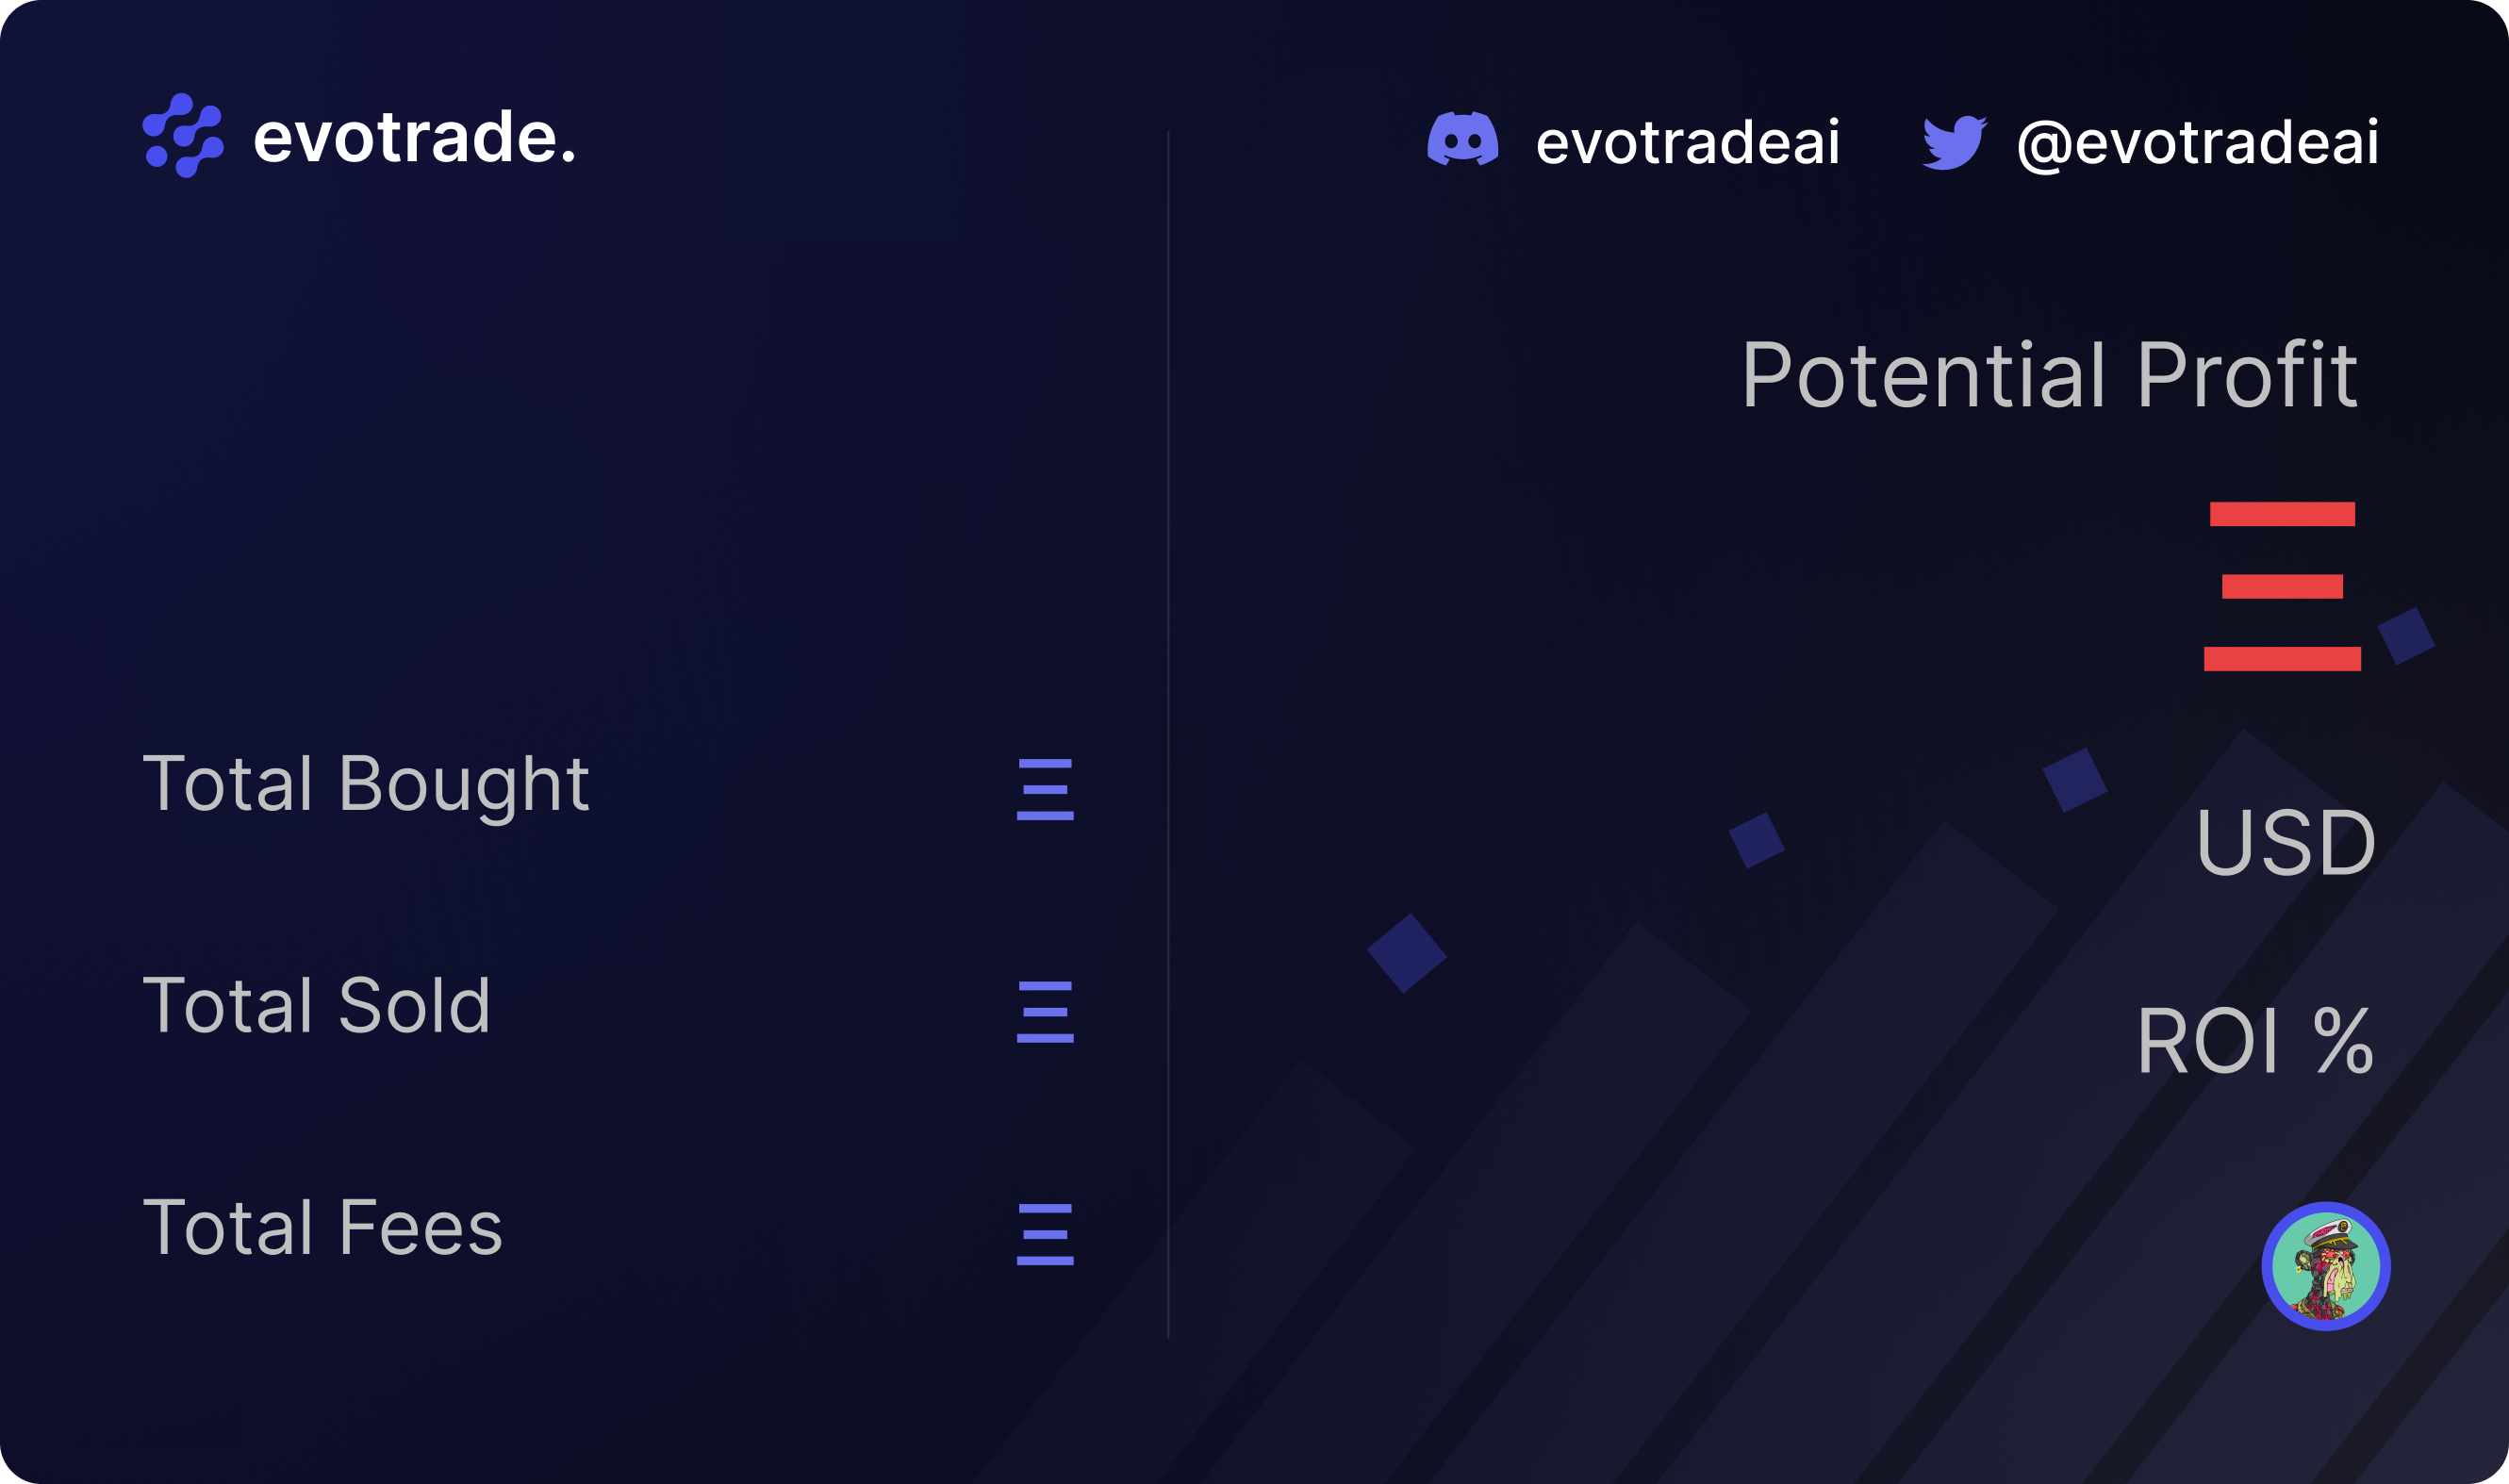 evotrade.
evotradeai
@evotradeai
Potential Profit
Ξ
Total Bought Ξ
USD
Total Sold Ξ
ROI %
Total Fees Ξ